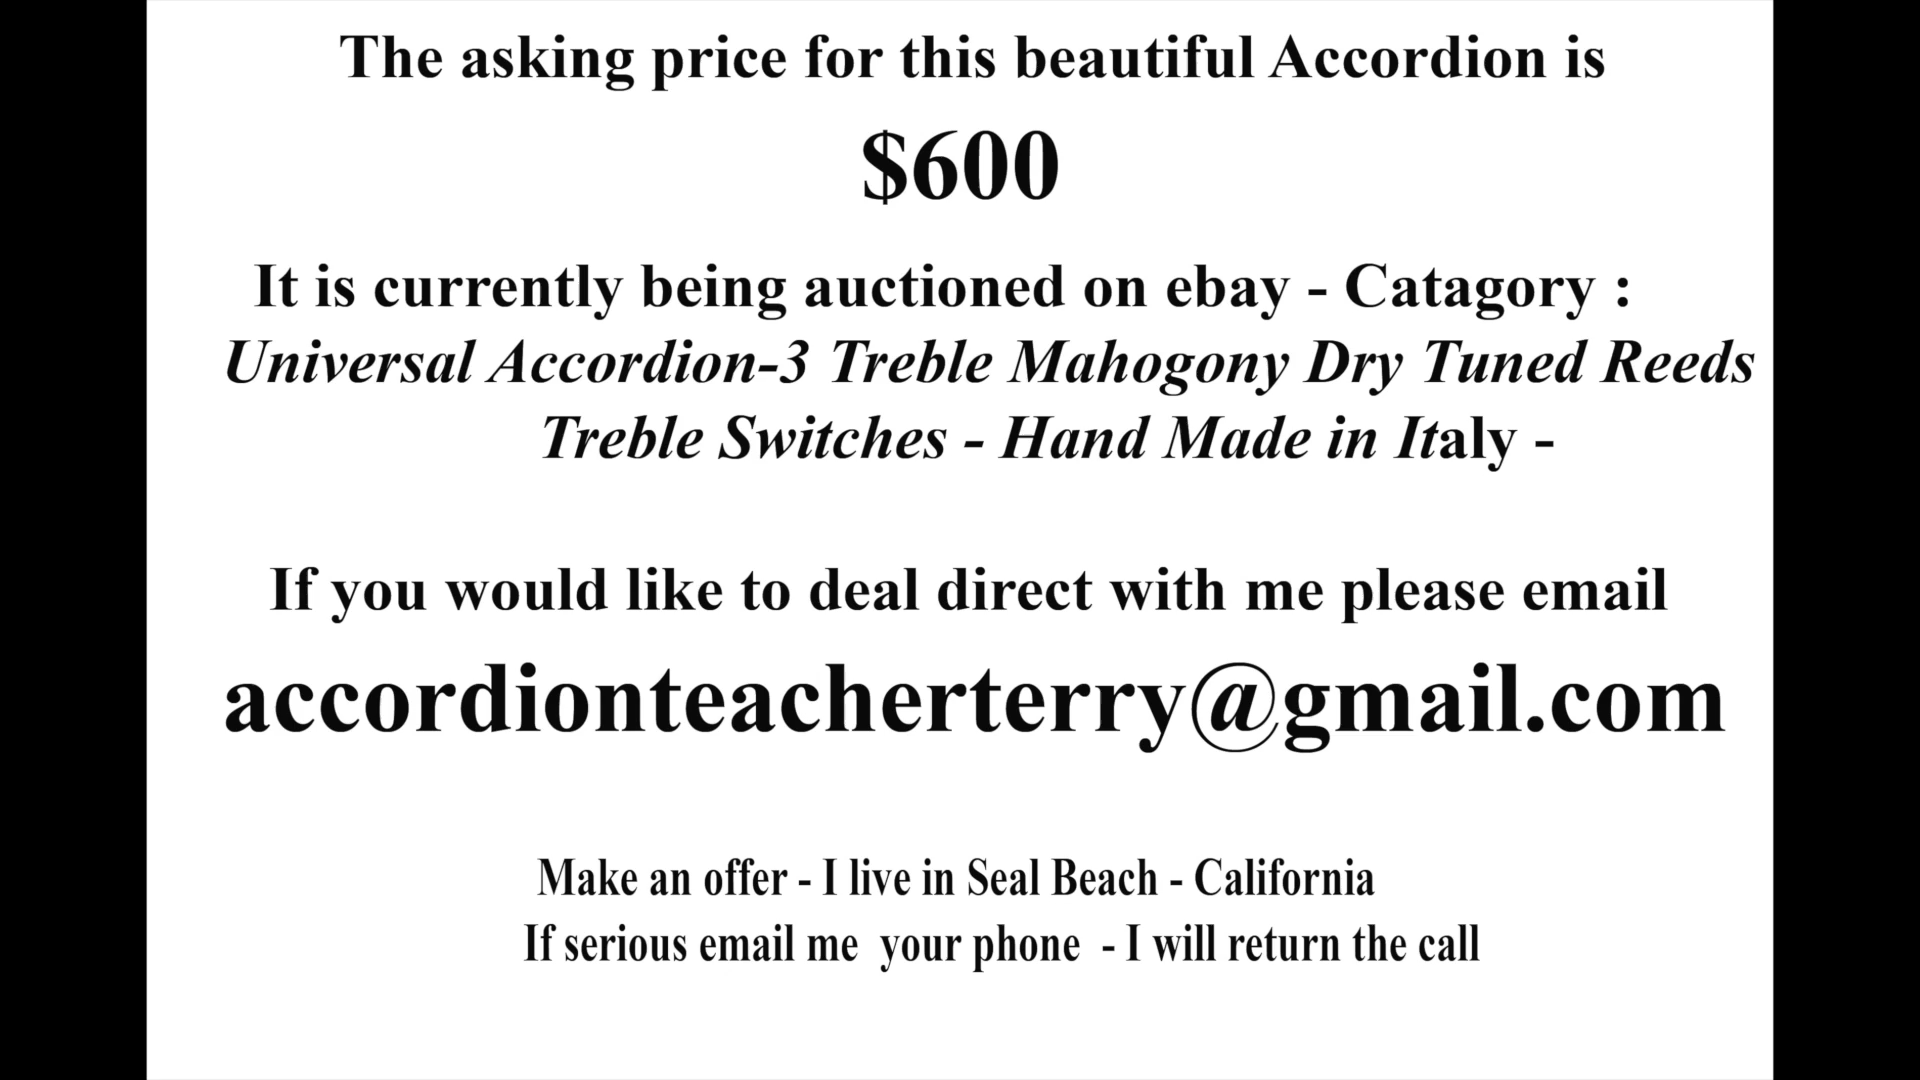 The asking price for this beautiful Accordion is
$600
It is currently being auctioned on ebay - Catagory :
Universal Accordion-3 Treble Mahogony Dry Tuned Reeds
Treble Switches - Hand Made in Italy -
If you would like to deal direct with me please email
accordionteacherterry@gmail.com
Make an offer - I live in Seal Beach - California
If serious email me your phone - I will return the call